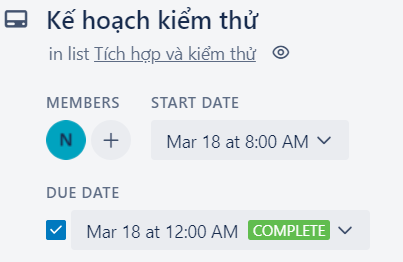 Kế hoạch kiểm thử
in list Tích hợp và kiểm thử
MEMBERS START DATE
N + Mar 18 at 8:00 AM
DUE DATE
Mar 18 at 12:00 AM COMPLETE